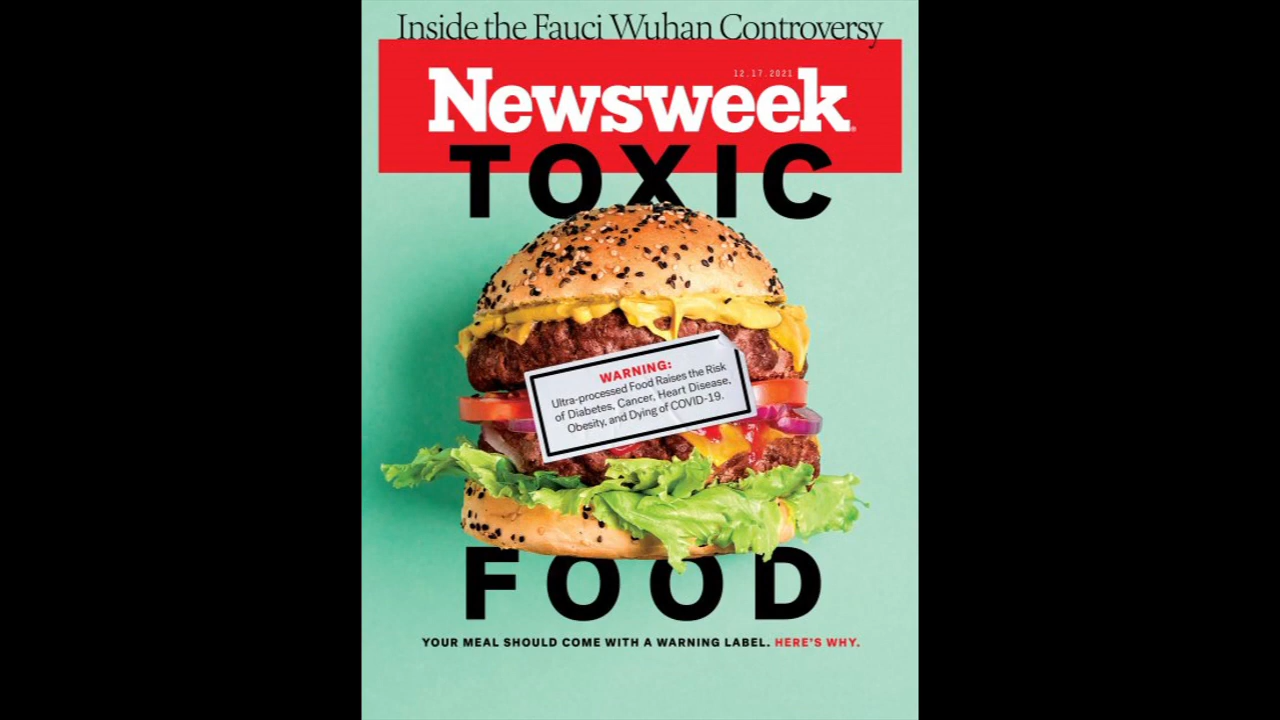 Inside the Fauci Wuhan Controversy
12.17.2021
Newsweek
TOXIC
WARNING:
Ultra-processed Food Raises the Risk
of Diabetes, Cancer, Heart Disease,
Obesity, and Dying of COVID-19.
FOOD
YOUR MEAL SHOULD COME WITH A WARNING LABEL. HERE'S WHY.